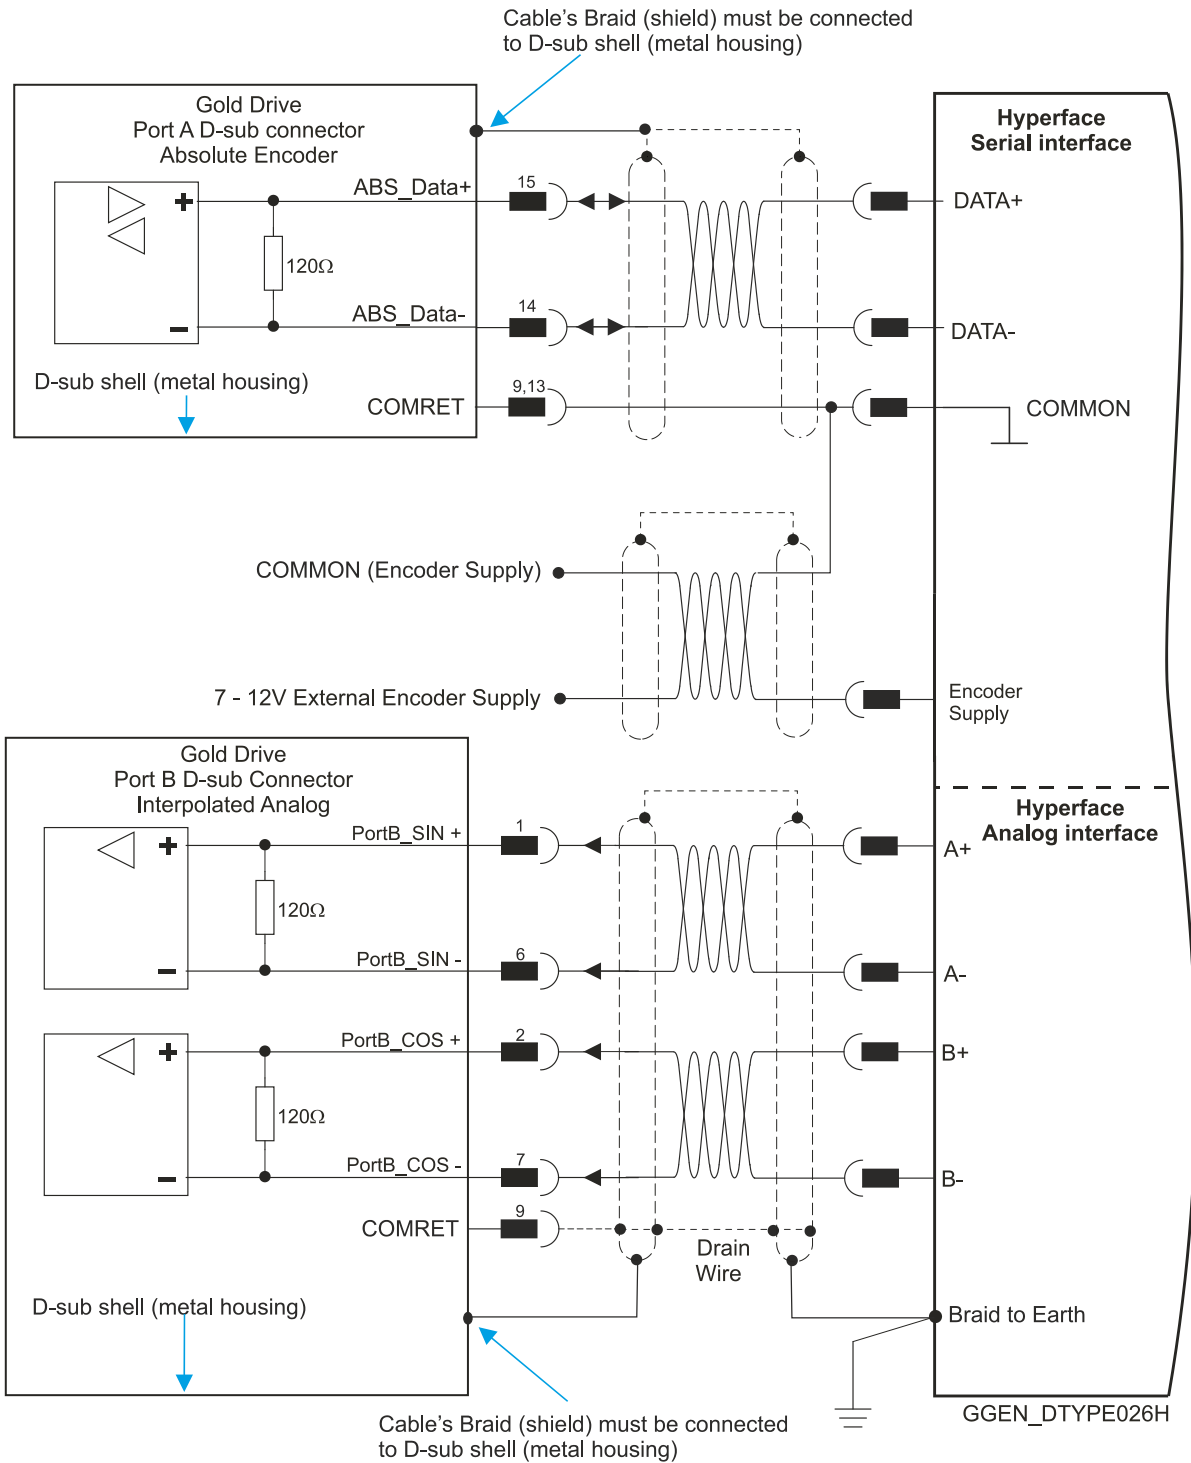 Cable's Braid (shield) must be connected
to D-sub shell (metal housing)
Gold Drive
Port A D-sub connector
Absolute Encoder
Hyperface
Serial interface
+
ABS_Data+
15
DATA+
120Ω
ABS_Data-
14
DATA-
-
D-sub shell (metal housing)
COMRET
9,13
COMMON
COMMON (Encoder Supply)
7 - 12V External Encoder Supply
Encoder
Supply
Gold Drive
Port B D-sub Connector
Interpolated Analog
Hyperface
Analog interface
+
PortB_SIN +
1
A+
120Ω
-
PortB_SIN -
6
A-
+
PortB_COS +
2
B+
120Ω
-
PortB_COS -
7
B-
COMRET
9
Drain
Wire
D-sub shell (metal housing)
Braid to Earth
GGEN_DTYPE026H
Cable's Braid (shield) must be connected
to D-sub shell (metal housing)